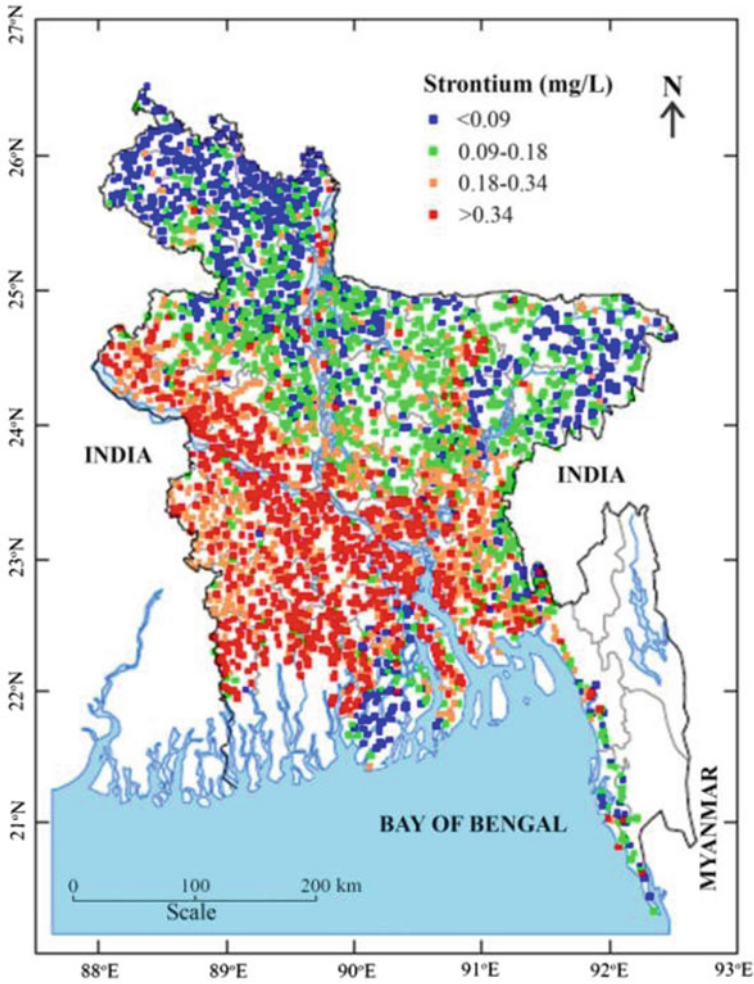 Strontium (mg/L)
<0.09
0.09-0.18
0.18-0.34
>0.34
N
27°N
26°N
25°N
24°N
23°N
22°N
21°N
INDIA
INDIA
MYANMAR
BAY OF BENGAL
0 100 200 km
Scale
88°E 89°E 90°E 91°E 92°E 93°E